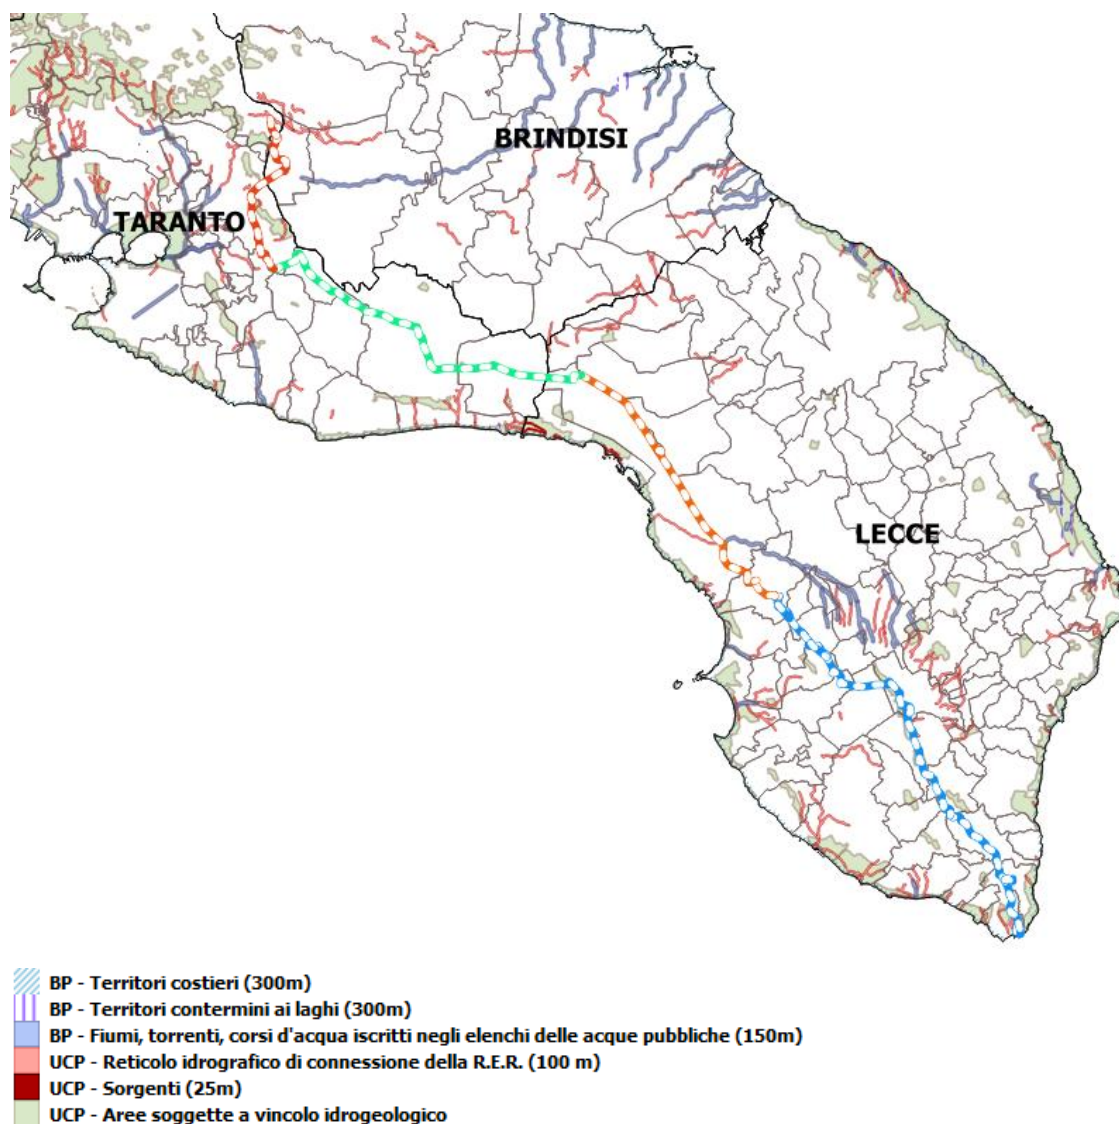 BRINDISI
TARANTO
LECCE
BP - Territori costieri (300m)
BP - Territori contermini ai laghi (300m)
BP - Fiumi, torrenti, corsi d'acqua iscritti negli elenchi delle acque pubbliche (150m)
UCP - Reticolo idrografico di connessione della R.E.R. (100 m)
UCP - Sorgenti (25m)
UCP - Aree soggette a vincolo idrogeologico